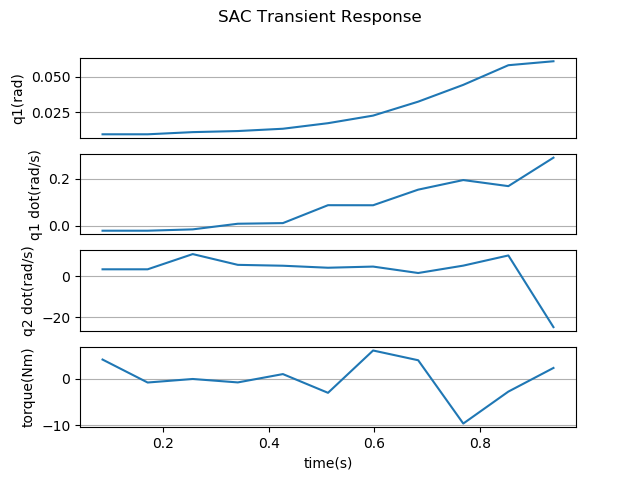 SAC Transient Response
q1(rad)
0.050
0.025
q1 dot(rad/s)
0.2
0.0
q2 dot(rad/s)
0
−20
torque(Nm)
0
−10
0.2 0.4 0.6 0.8
time(s)